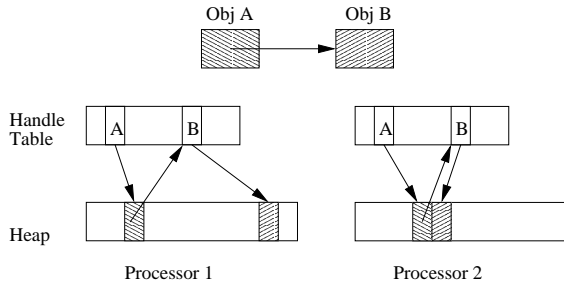 Obj A Obj B
Handle
Table
A B A B
Heap
Processor 1 Processor 2